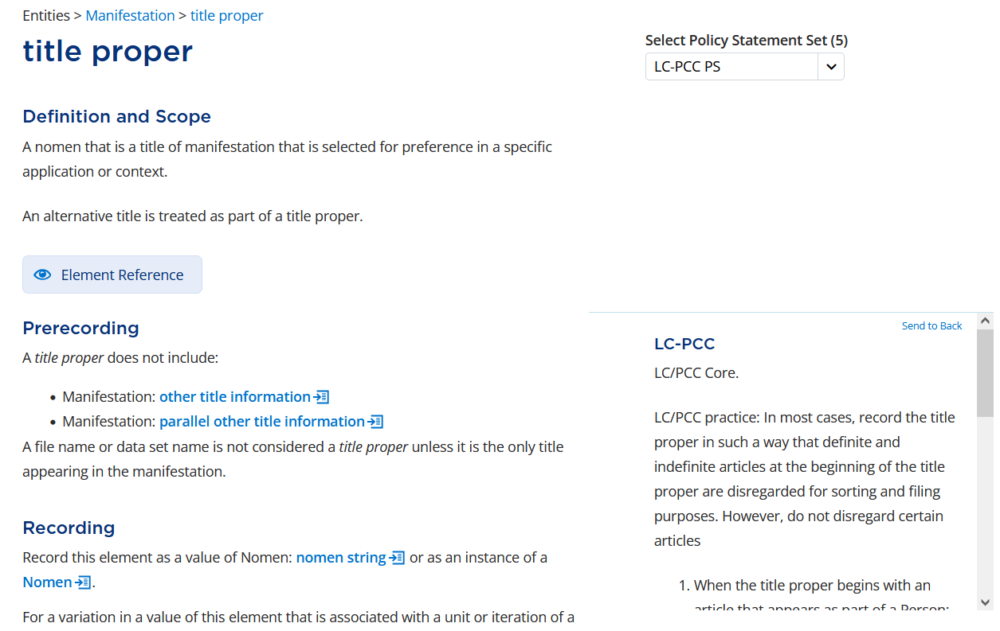 Entities > Manifestation > title proper
title proper
Select Policy Statement Set (5)
LC-PCC PS
Definition and Scope
A nomen that is a title of manifestation that is selected for preference in a specific
application or context.
An alternative title is treated as part of a title proper.
Element Reference
Prerecording
A title proper does not include:
• Manifestation: other title information
• Manifestation: parallel other title information
A file name or data set name is not considered a title proper unless it is the only title
appearing in the manifestation.
Recording
Record this element as a value of Nomen: nomen string or as an instance of a
Nomen.
For a variation in a value of this element that is associated with a unit or iteration of a
Send to Back
LC-PCC
LC/PCC Core.
LC/PCC practice: In most cases, record the title
proper in such a way that definite and
indefinite articles at the beginning of the title
proper are disregarded for sorting and filing
purposes. However, do not disregard certain
articles
1. When the title proper begins with an
article that appears as part of a Person: